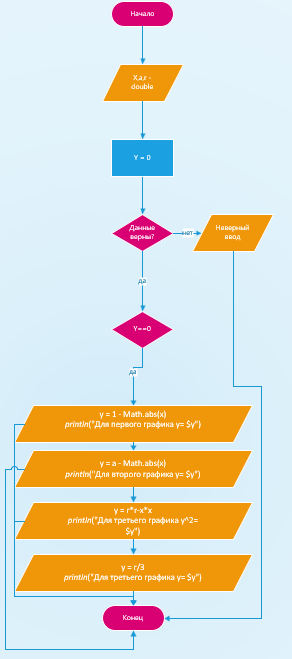 Начало
X,a,r -
double
Y = 0
Данные
верны?
нет
Неверный
ввод
да
Y==0
да
y = 1 - Math.abs(x)
println("Для первого графика y= $y")
y = a - Math.abs(x)
println("Для второго графика y= $y")
y = r*r-x*x
println("Для третьего графика y^2=
$y")
y = r/3
println("Для третьего графика y= $y")
Конец